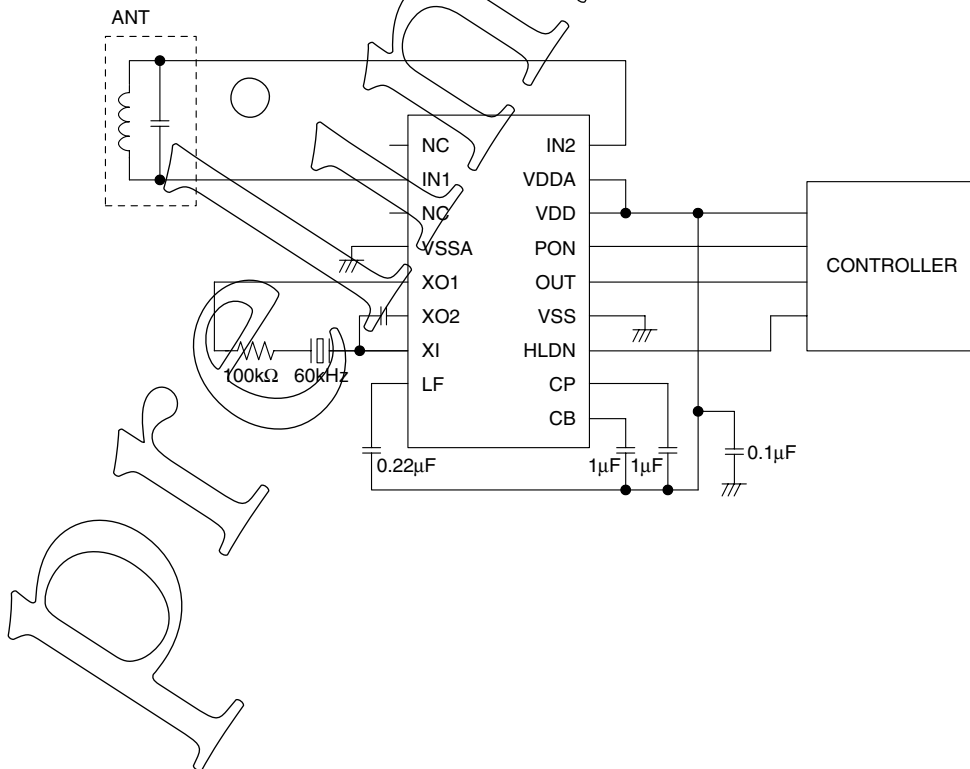 ANT
NC
IN1
NC
VSSA
XO1
XO2
XI
LF
IN2
VDDA
VDD
PON
OUT
VSS
HLDN
CP
CB
CONTROLLER
100kΩ
60kHz
0.22μF
1μF
1μF
0.1μF